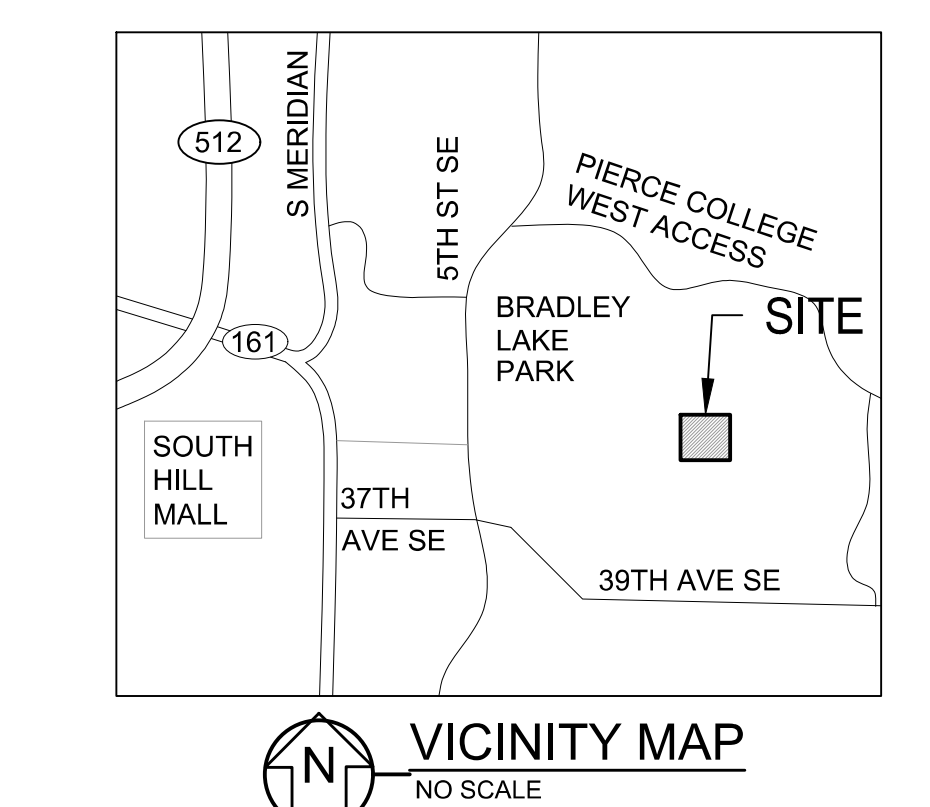 512
S MERIDIAN
5TH ST SE
PIERCE COLLEGE
WEST ACCESS
BRADLEY
LAKE
PARK
SITE
161
SOUTH
HILL
MALL
37TH
AVE SE
39TH AVE SE
N
VICINITY MAP
NO SCALE